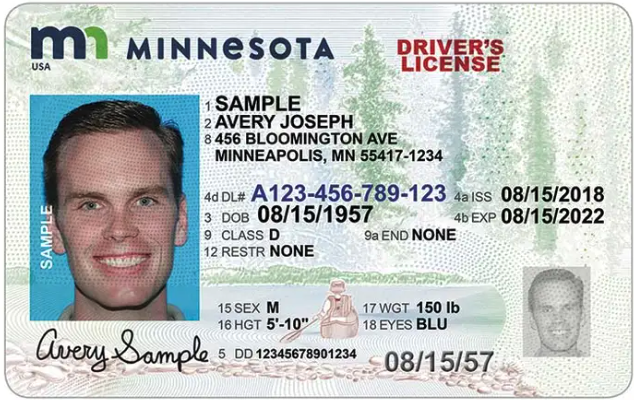 mn MINNESOTA
USA
DRIVER'S
LICENSE
1 SAMPLE
2 AVERY JOSEPH
8 456 BLOOMINGTON AVE
MINNEAPOLIS, MN 55417-1234
4d DL# A123-456-789-123 4a ISS 08/15/2018
3 DOB 08/15/1957 4b EXP 08/15/2022
9 CLASS D 9a END NONE
12 RESTR NONE
SAMPLE
15 SEX M 17 WGT 150 lb
16 HGT 5'-10" 18 EYES BLU
Avery Sample
5 DD 12345678901234
08/15/57